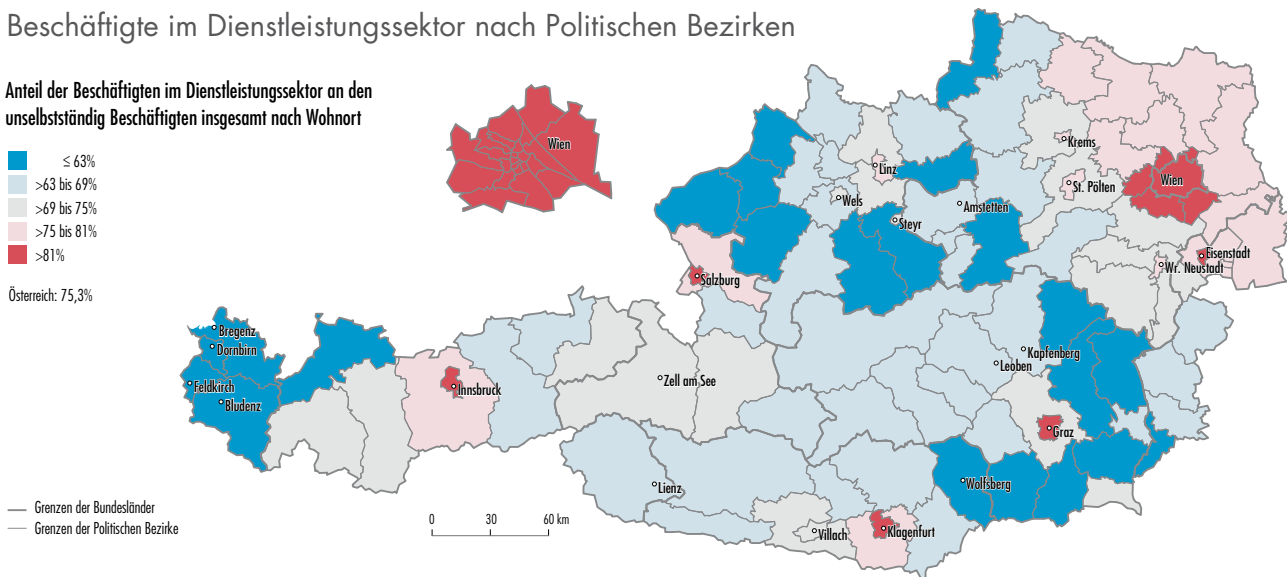 Beschäftigte im Dienstleistungssektor nach Politischen Bezirken
Anteil der Beschäftigten im Dienstleistungssektor an den
unselbstständig Beschäftigten insgesamt nach Wohnort
≤ 63%
>63 bis 69%
>69 bis 75%
>75 bis 81%
>81%
Österreich: 75,3%
Wien
Krems
Linz
St. Pölten
Wien
Wels
Amstetten
Steyr
Eisenstadt
Wr. Neustadt
Salzburg
Bregenz
Dornbirn
Kapfenberg
Leoben
Zell am See
Feldkirch
Innsbruck
Bludenz
Graz
Wolfsberg
Lienz
Villach
Klagenfurt
Grenzen der Bundesländer
Grenzen der Politischen Bezirke
0 30 60 km